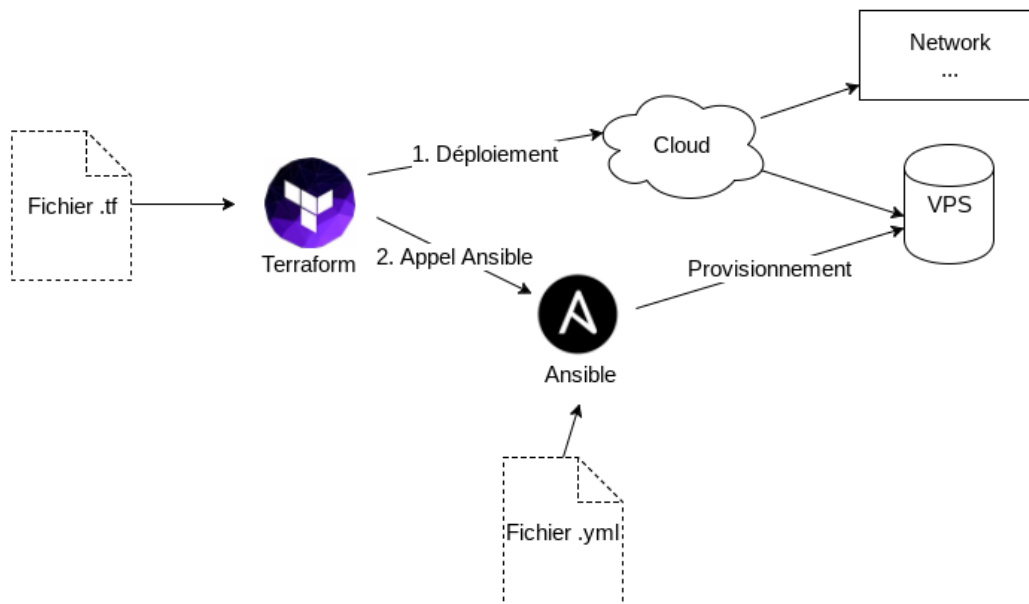 Network
...
Cloud
1. Déploiement
Fichier .tf
VPS
Terraform
2. Appel Ansible
Provisionnement
Ansible
Fichier .yml